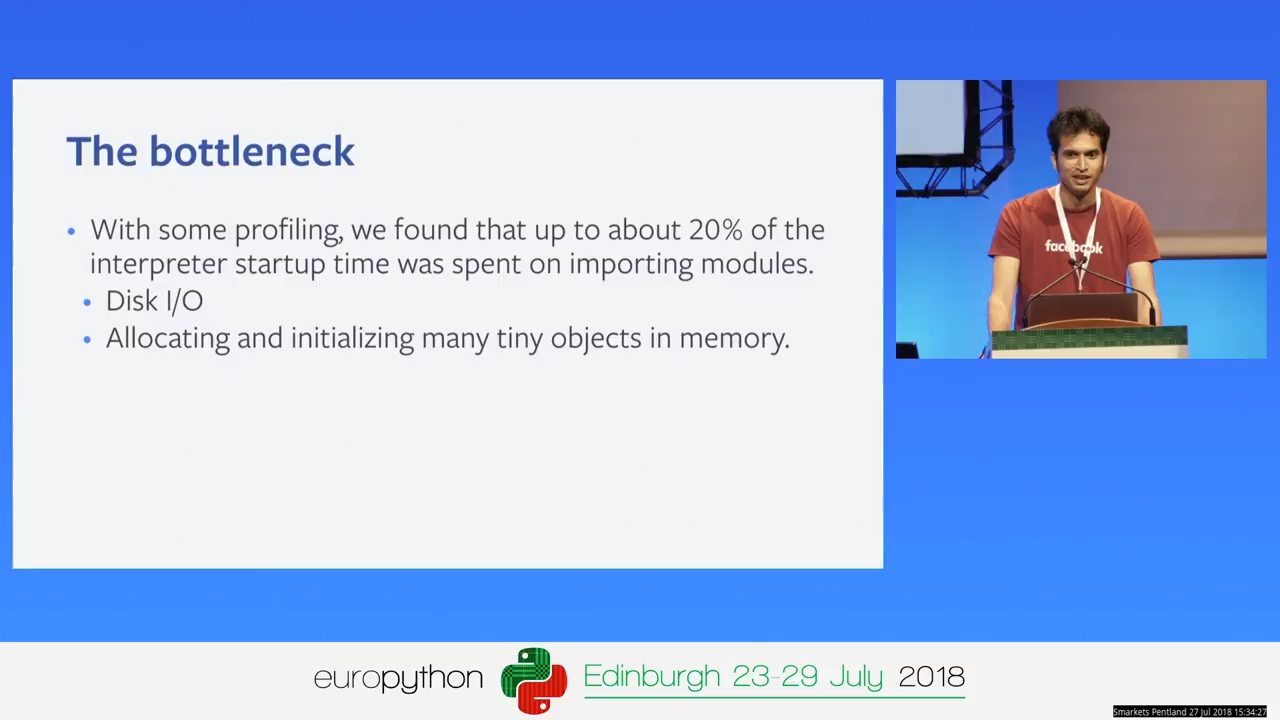 The bottleneck
• With some profiling, we found that up to about 20% of the
interpreter startup time was spent on importing modules.
• Disk I/O
• Allocating and initializing many tiny objects in memory.
facebook
europython
Edinburgh 23-29 July 2018
Smarkets Pentland 27 Jul 2018 15:34:27